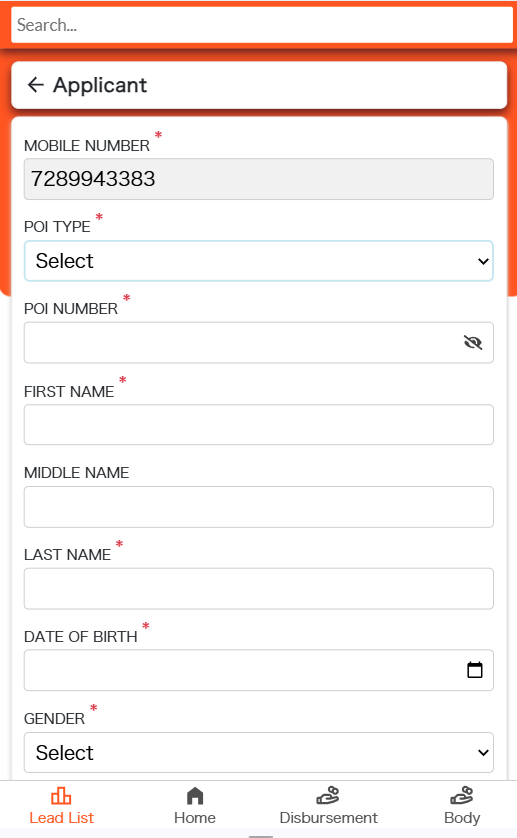 Search...
Applicant
MOBILE NUMBER *
7289943383
POI TYPE *
Select
POI NUMBER *
FIRST NAME *
MIDDLE NAME
LAST NAME *
DATE OF BIRTH *
GENDER *
Select
Lead List Home Disbursement Body